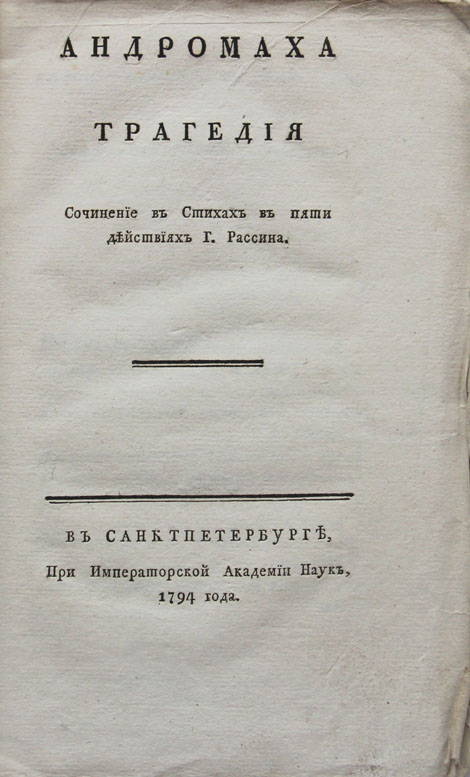 АНДРОМАХА
ТРАГЕДІЯ
Сочиненіе въ Стихахъ въ пяти
дѣйствіяхъ Г. Рассина.
ВЪ САНКТПЕТЕРБУРГѢ,
При Императорской Академіи Наукъ,
1794 года.